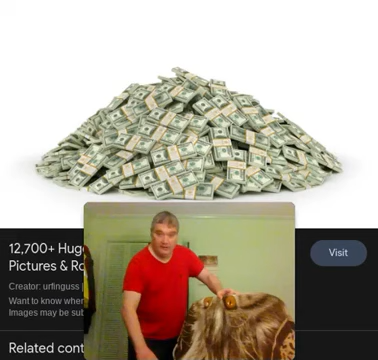 12,700+ Hug
Pictures & Ro
Visit
Creator: urfinguss |
Want to know wher
Images may be sub
Related cont